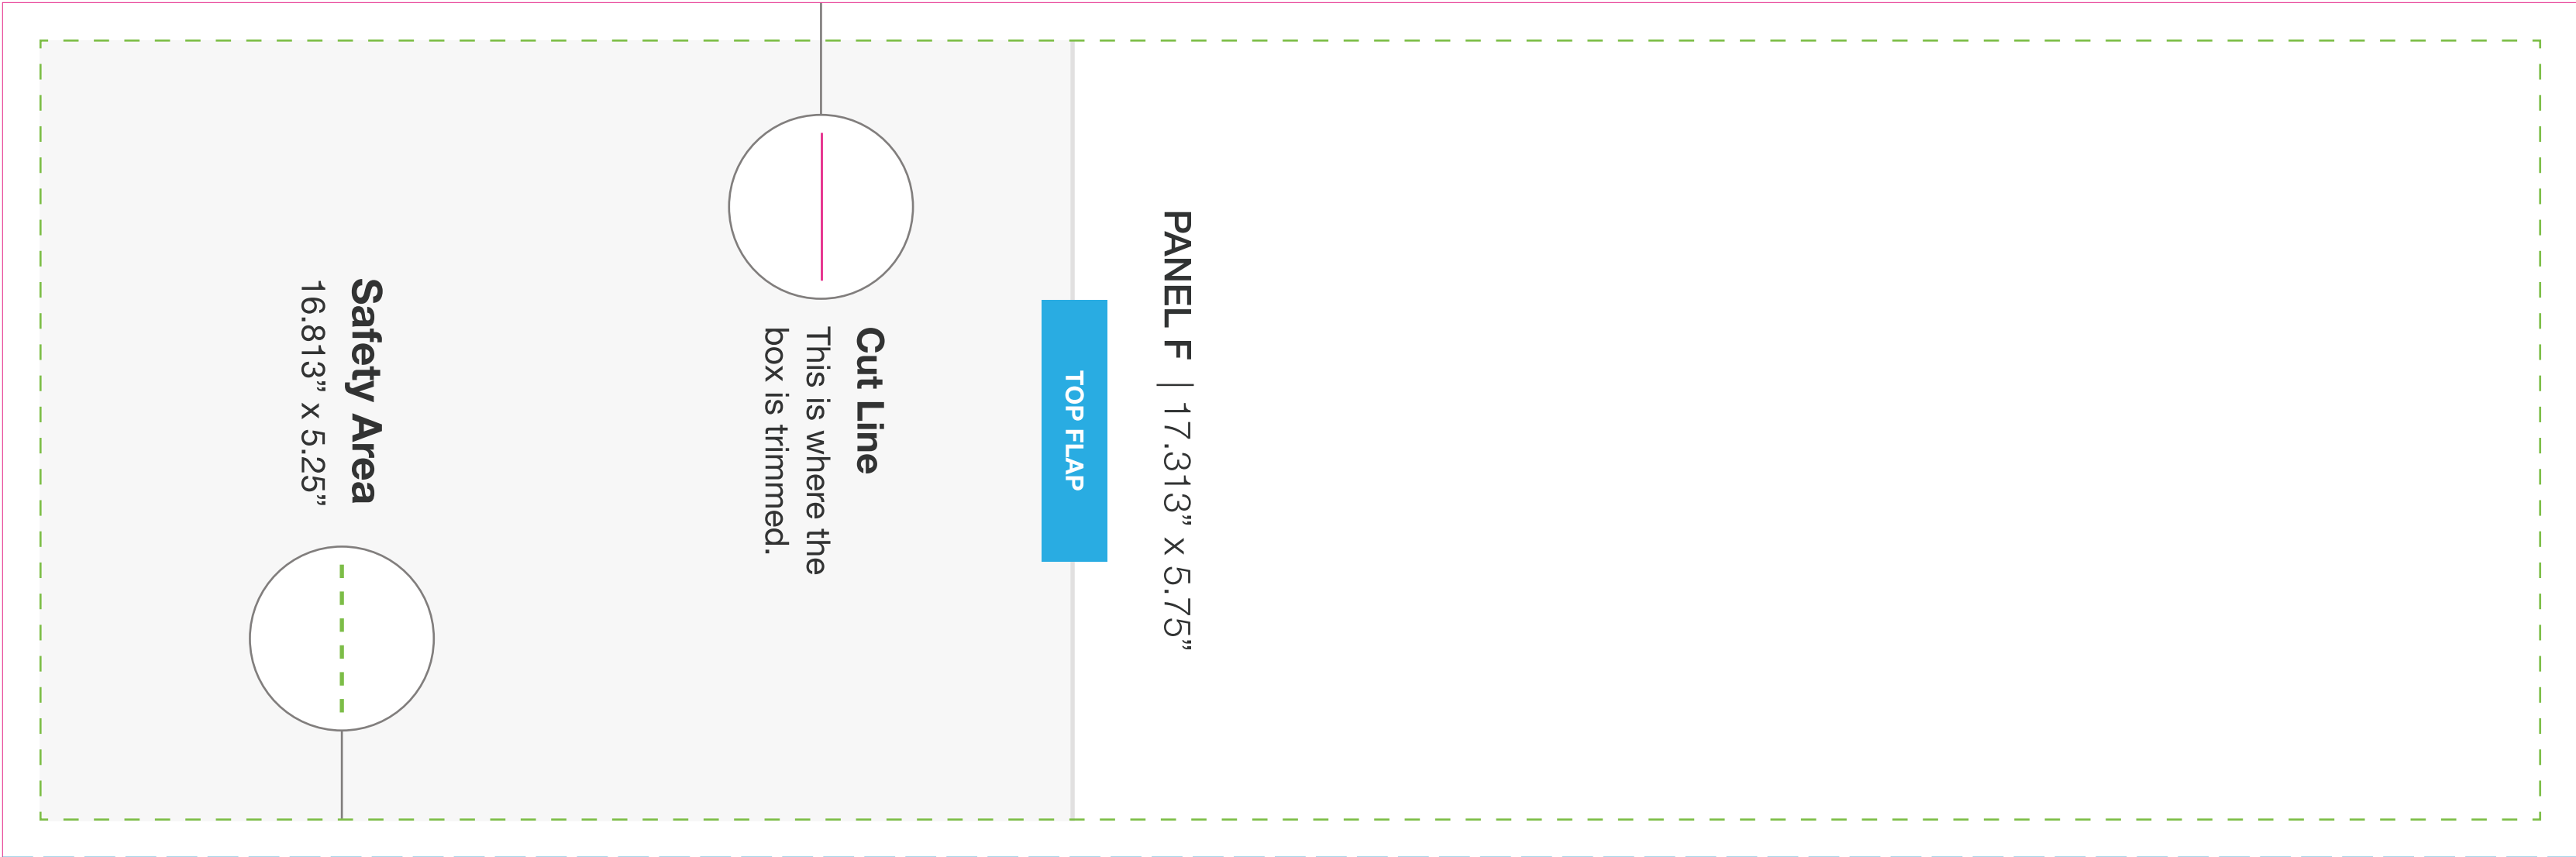 PANEL F | 17.313” x 5.75”
TOP FLAP
Cut Line
This is where the
box is trimmed.
Safety Area
16.813” x 5.25”